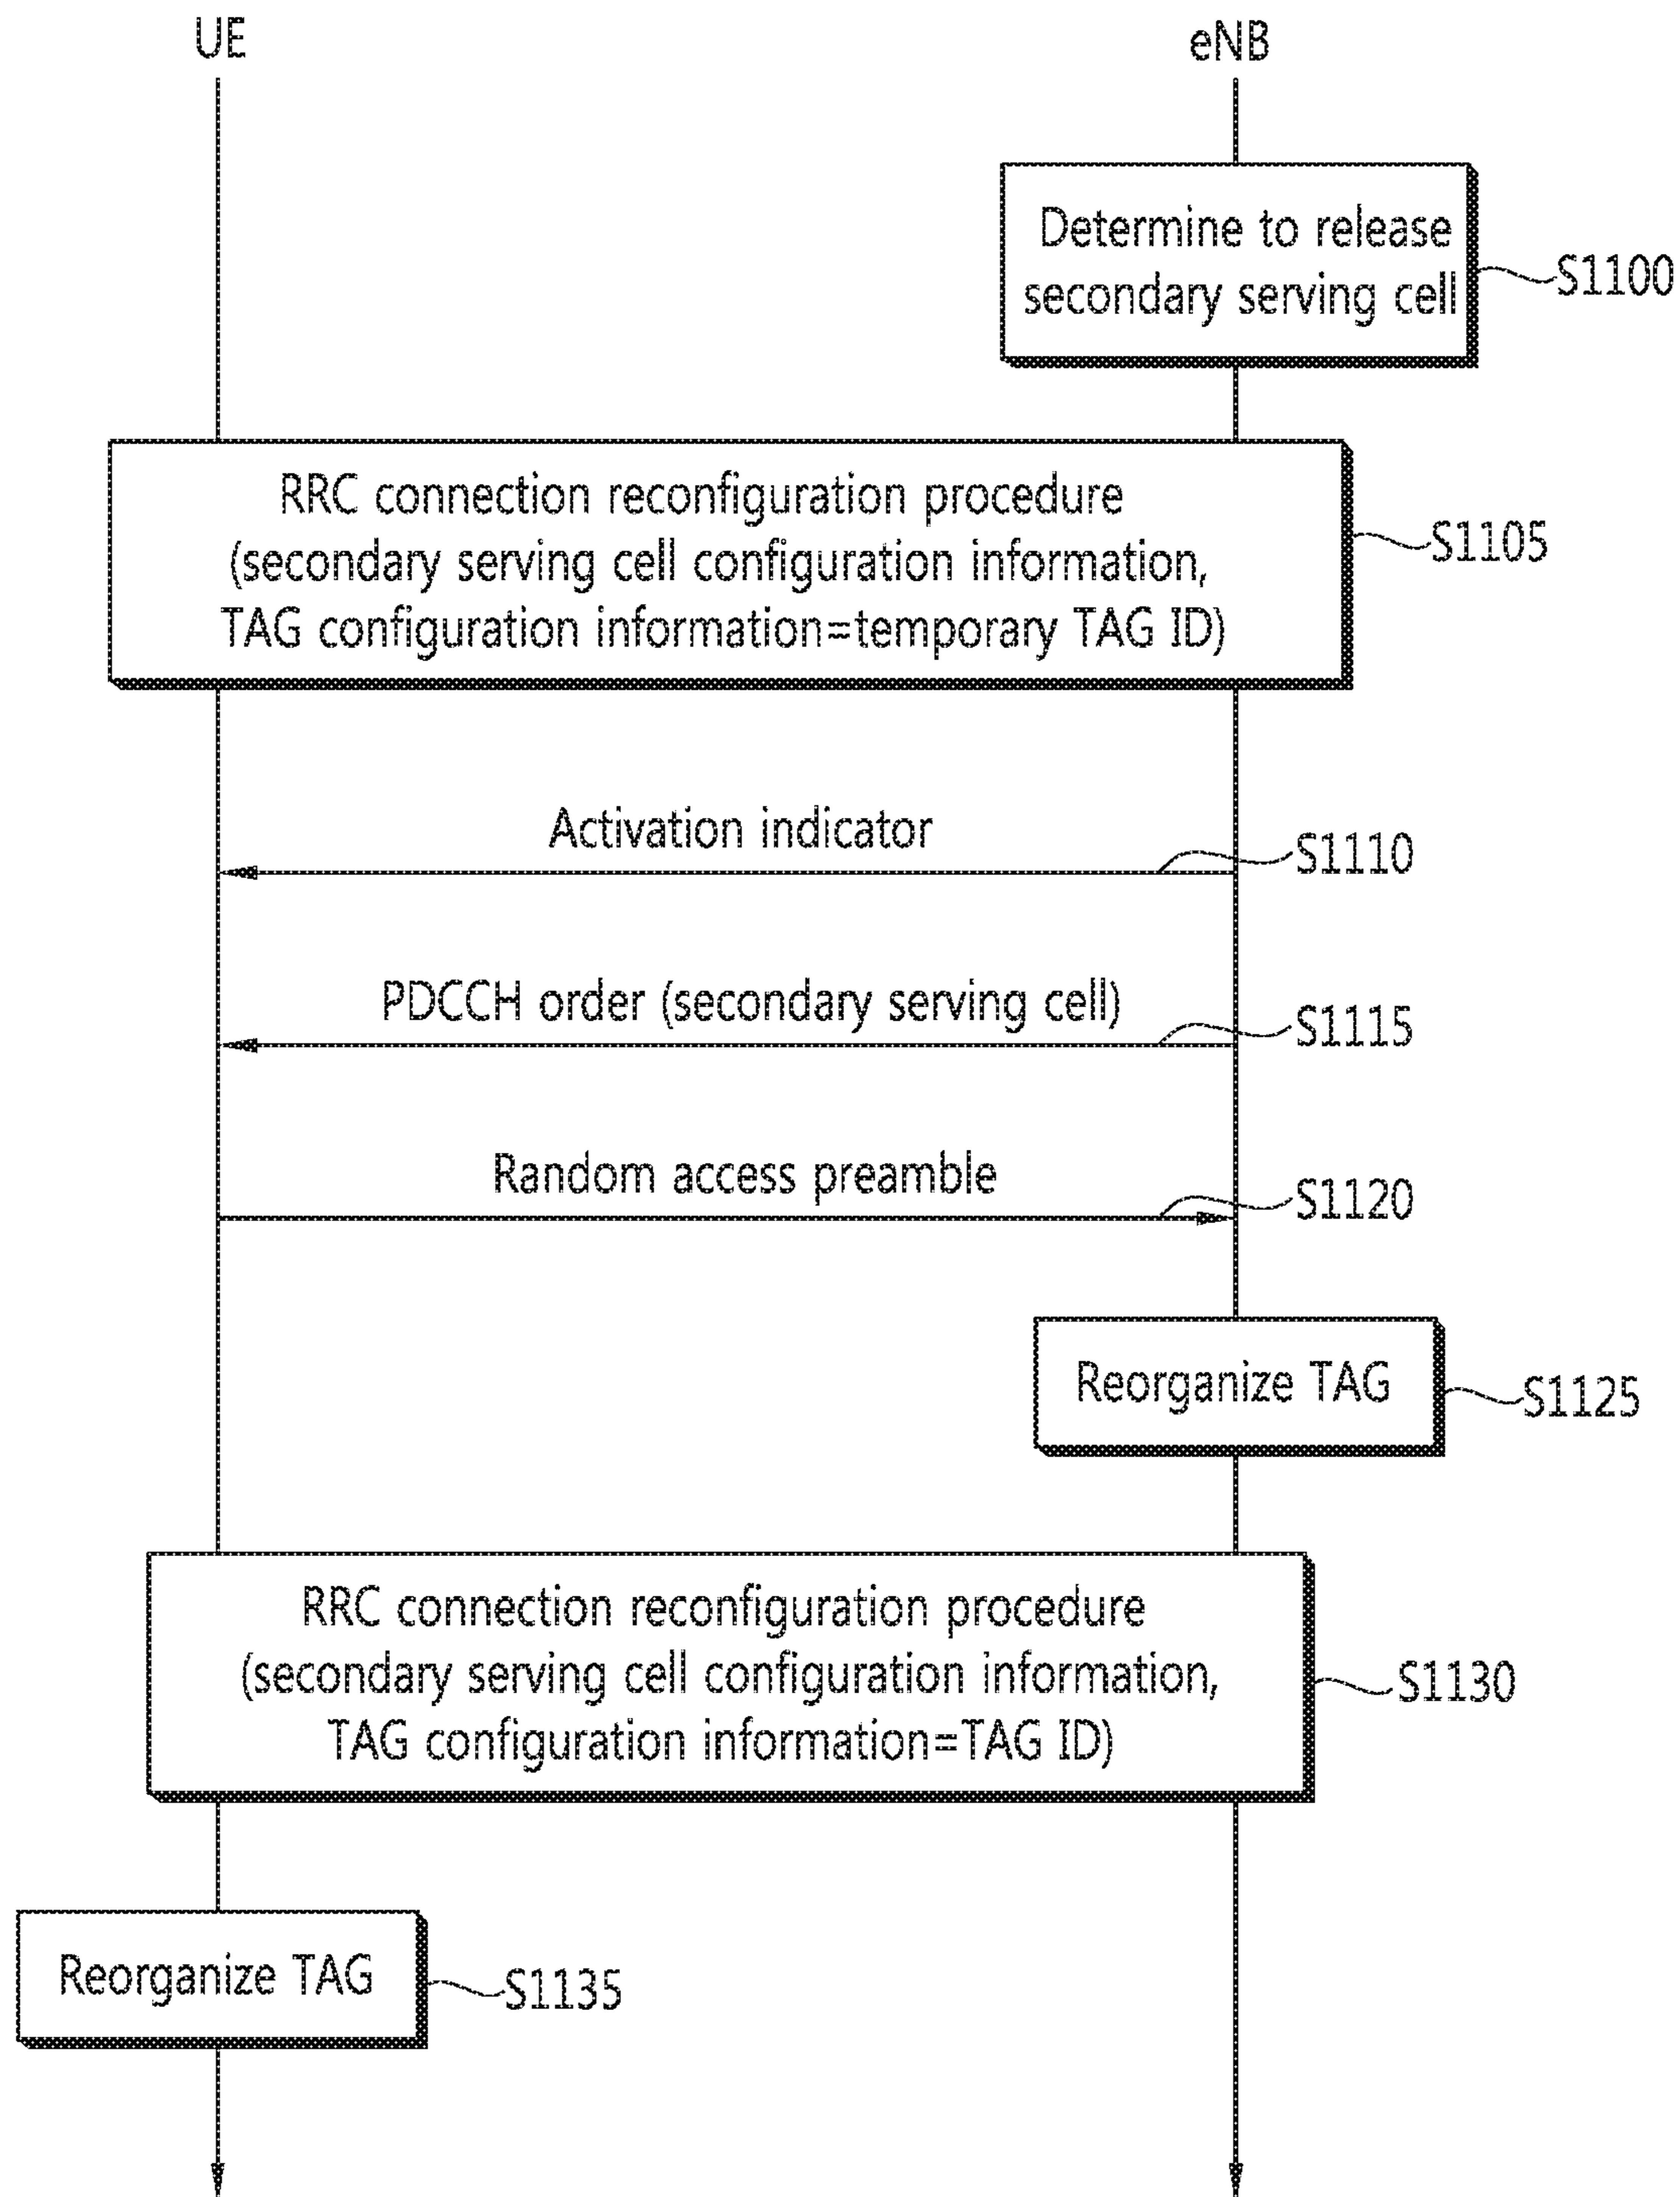 UE
eNB
Determine to release
secondary serving cell
S1100
RRC connection reconfiguration procedure
(secondary serving cell configuration information,
TAG configuration information=temporary TAG ID)
S1105
Activation indicator
S1110
PDCCH order (secondary serving cell)
S1115
Random access preamble
S1120
Reorganize TAG
S1125
RRC connection reconfiguration procedure
(secondary serving cell configuration information,
TAG configuration information=TAG ID)
S1130
Reorganize TAG
S1135